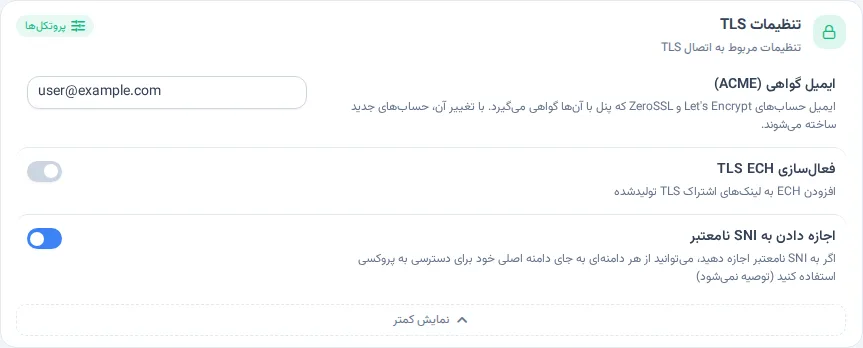 تنظیمات TLS
تنظیمات مربوط به اتصال TLS
پروتکل‌ها
ایمیل گواهی (ACME)
ایمیل حساب‌های Let's Encrypt و ZeroSSL که پنل با آن‌ها گواهی می‌گیرد. با تغییر آن، حساب‌های جدید
ساخته می‌شوند.
user@example.com
فعال‌سازی TLS ECH
افزودن ECH به لینک‌های اشتراک TLS تولیدشده
اجازه دادن به SNI نامعتبر
اگر به SNI نامعتبر اجازه دهید، می‌توانید از هر دامنه‌ای به جای دامنه اصلی خود برای دسترسی به پروکسی
استفاده کنید (توصیه نمی‌شود)
نمایش کمتر